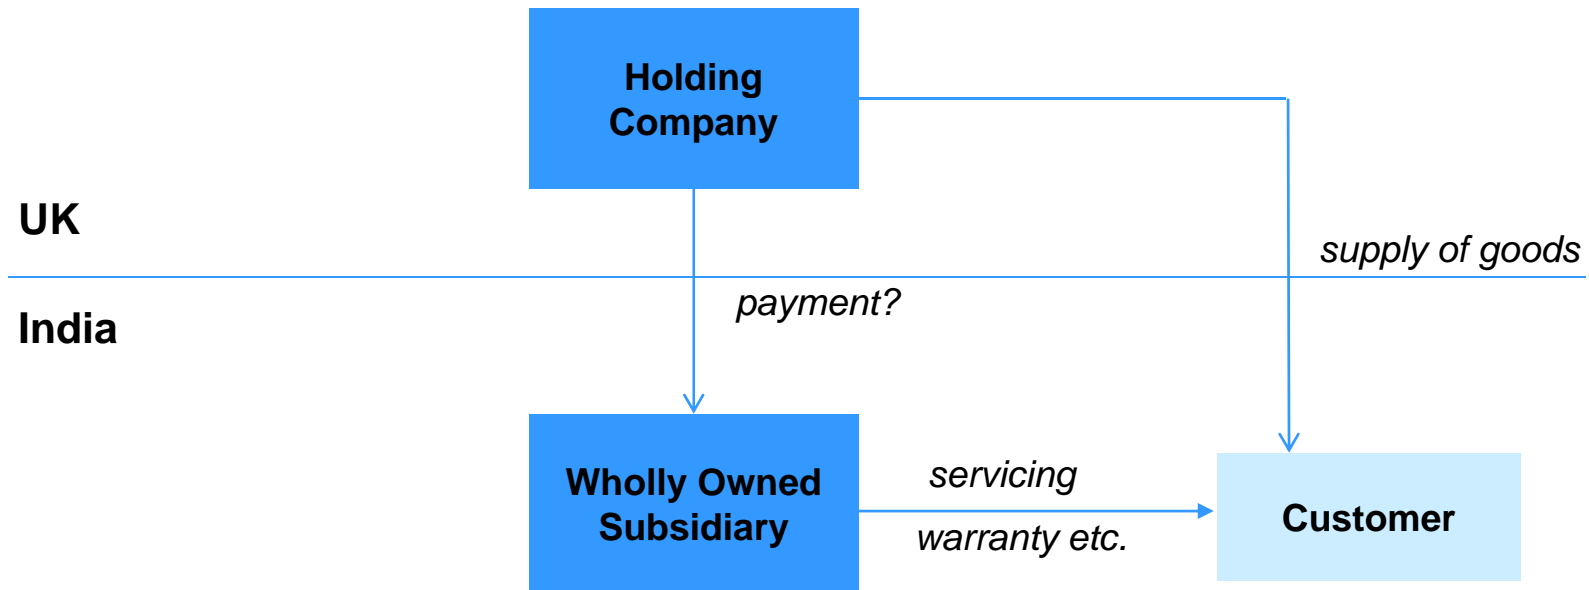 Holding
Company
UK
supply of goods
payment?
India
Wholly Owned
Subsidiary
servicing
warranty etc.
Customer